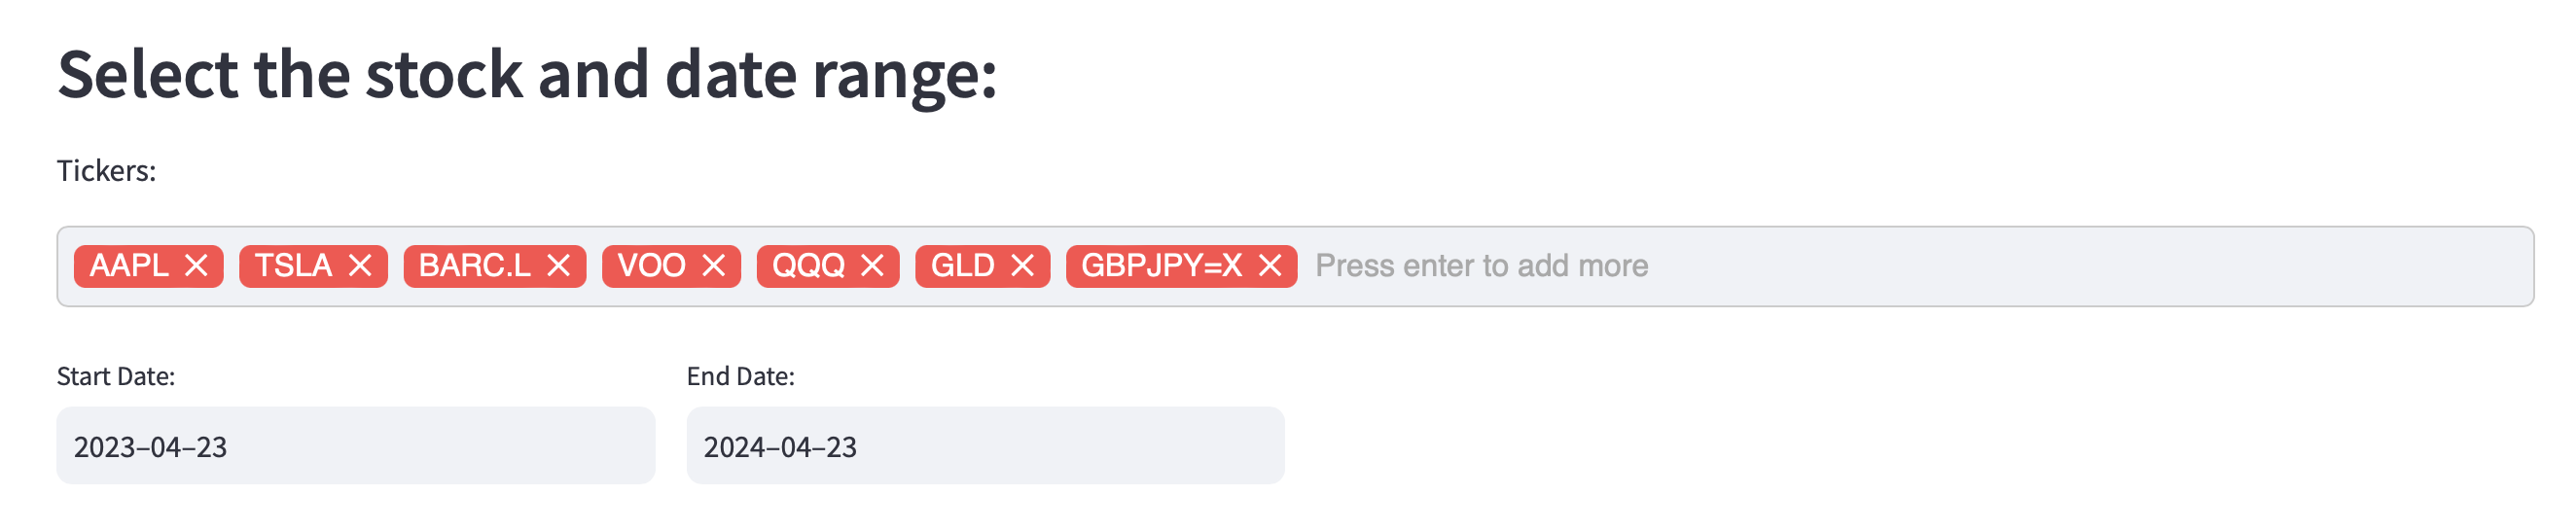 Select the stock and date range:
Tickers:
AAPL × TSLA × BARC.L × VOO × QQQ × GLD × GBPJPY=X × Press enter to add more
Start Date: End Date:
2023–04–23 2024–04–23